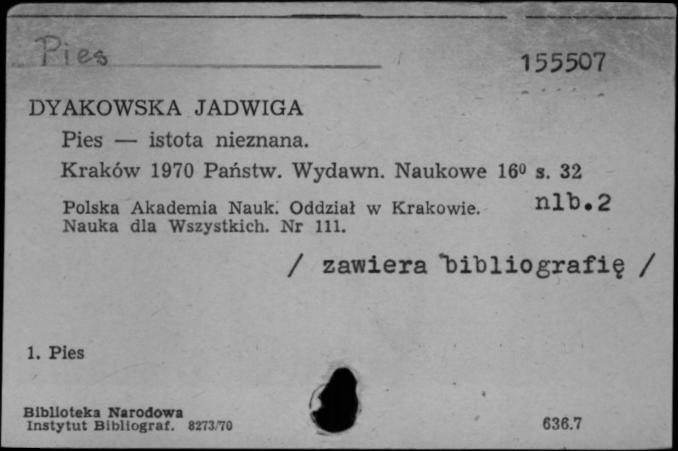 Pies
155507
DYAKOWSKA JADWIGA
Pies — istota nieznana.
Kraków 1970 Państw. Wydawn. Naukowe 16⁰ s. 32
nlb.2
Polska Akademia Nauk. Oddział w Krakowie.
Nauka dla Wszystkich. Nr 111.
/ zawiera bibliografię /
1. Pies
Biblioteka Narodowa
Instytut Bibliograf. 8273/70
636.7